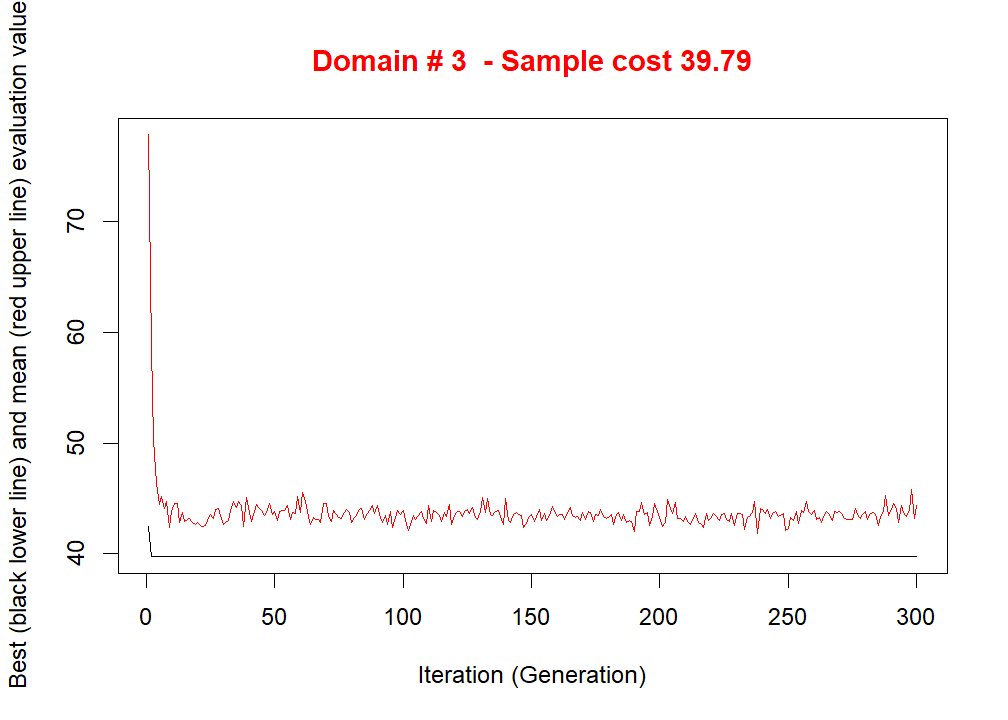 Domain # 3  - Sample cost 39.79
Best (black lower line) and mean (red upper line) evaluation value
70
60
50
40
0 50 100 150 200 250 300
Iteration (Generation)